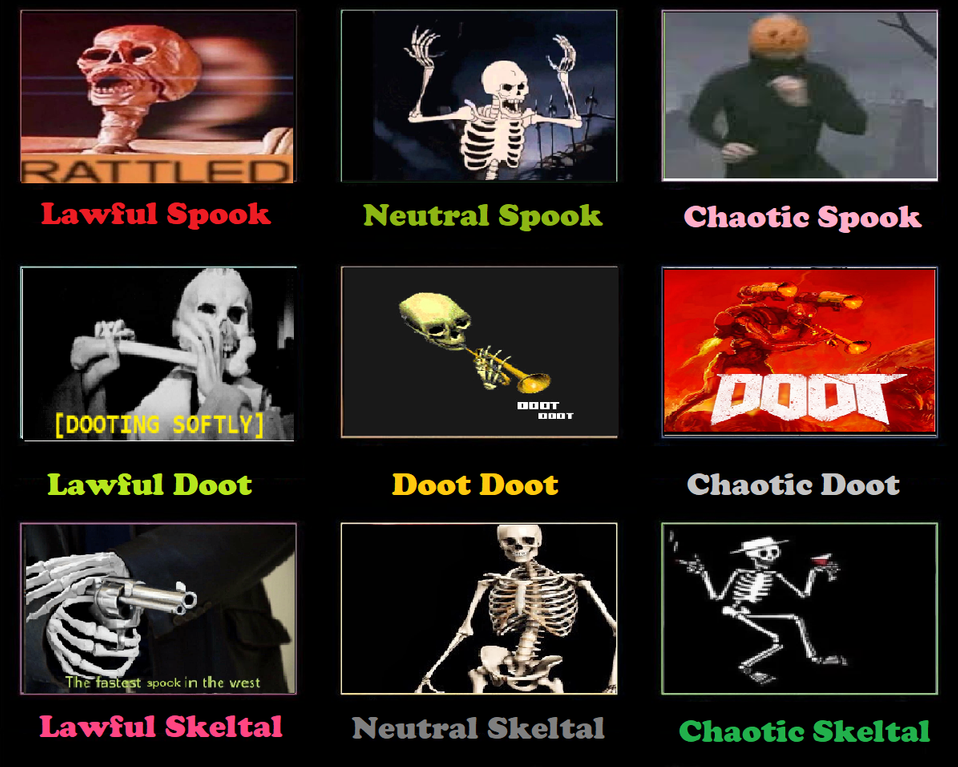 RATTLED
Lawful Spook
Neutral Spook
Chaotic Spook
[DOOTING SOFTLY]
DOOT
DOOT
DOOT
Lawful Doot
Doot Doot
Chaotic Doot
The fastest spook in the west
Lawful Skeltal
Neutral Skeltal
Chaotic Skeltal